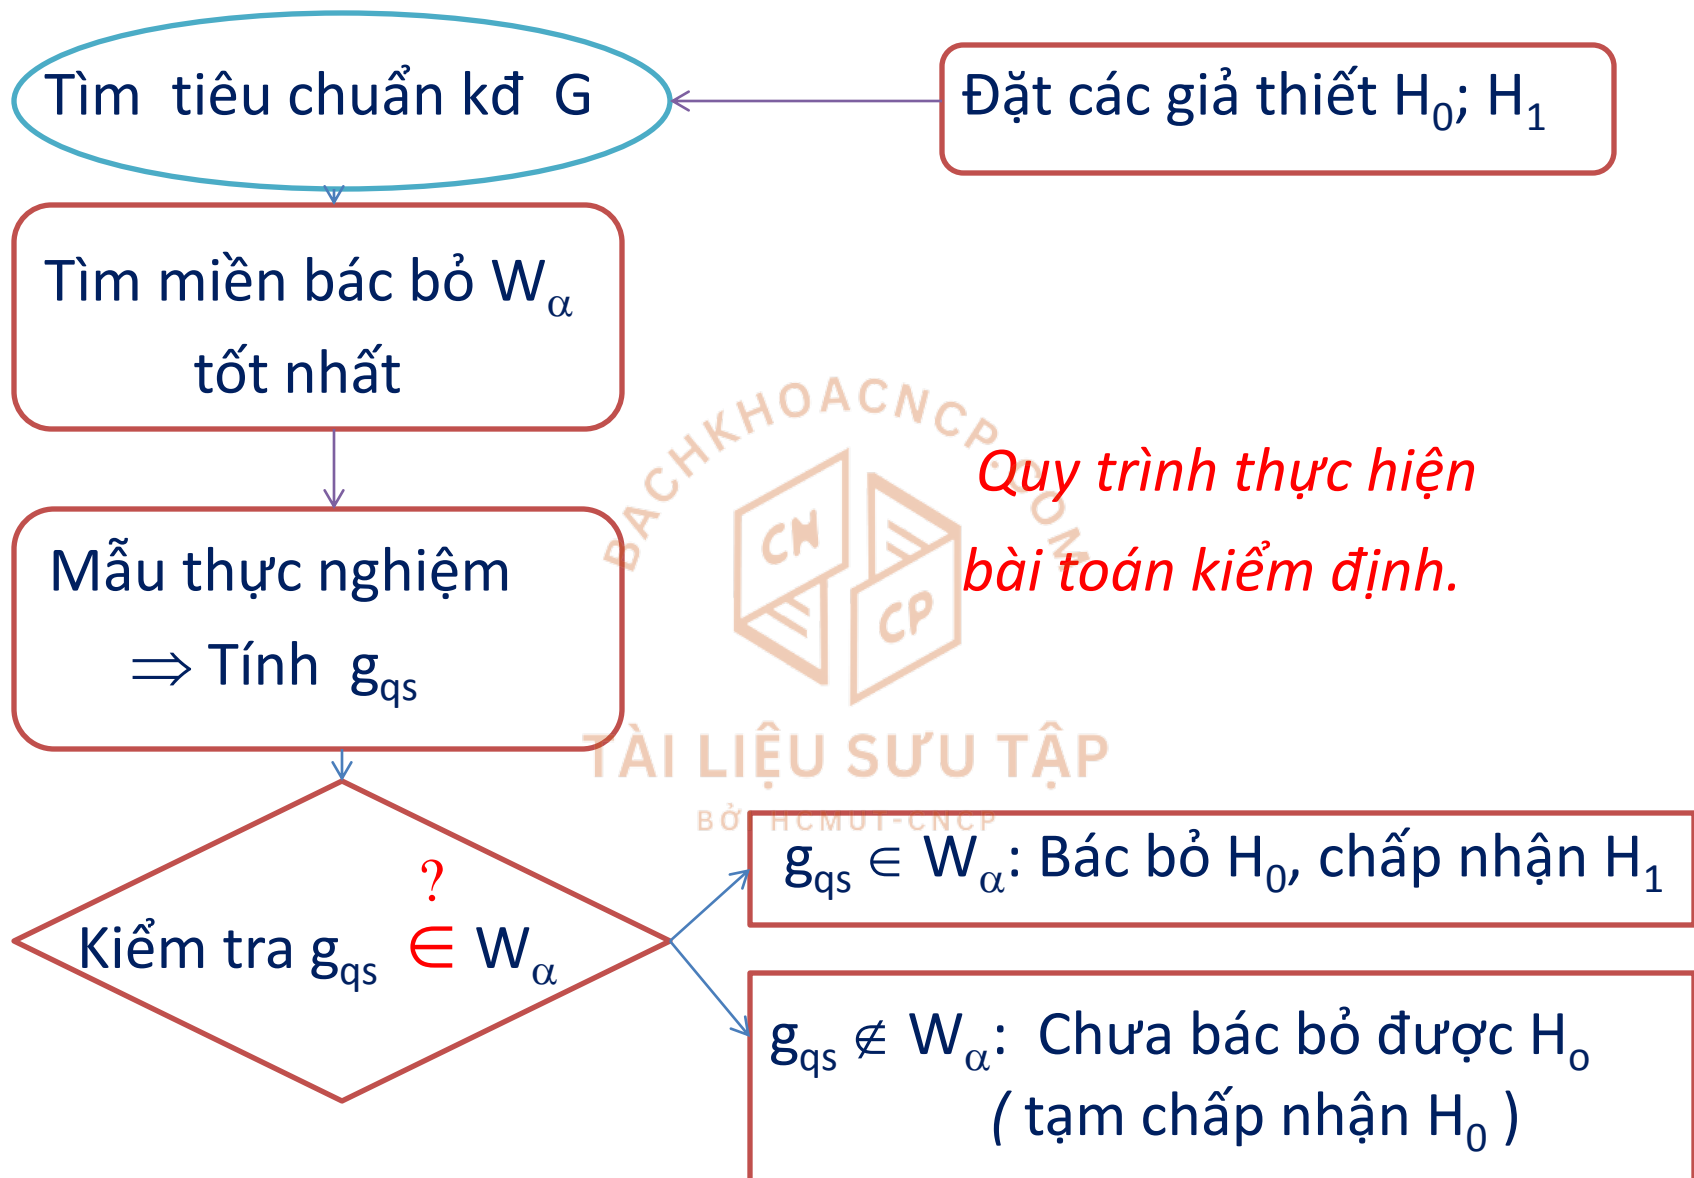 Tìm tiêu chuẩn kđ G
Đặt các giả thiết H₀; H₁
Tìm miền bác bỏ Wα
tốt nhất
BACHKHOACNCP.COM
Quy trình thực hiện
bài toán kiểm định.
CN
CP
Mẫu thực nghiệm
⇒ Tính gqs
TÀI LIỆU SƯU TẬP
BỞI HCMUT-CNCP
?
Kiểm tra gqs ∈ Wα
gqs ∈ Wα: Bác bỏ H₀, chấp nhận H₁
gqs ∉ Wα: Chưa bác bỏ được Hₒ
( tạm chấp nhận H₀ )